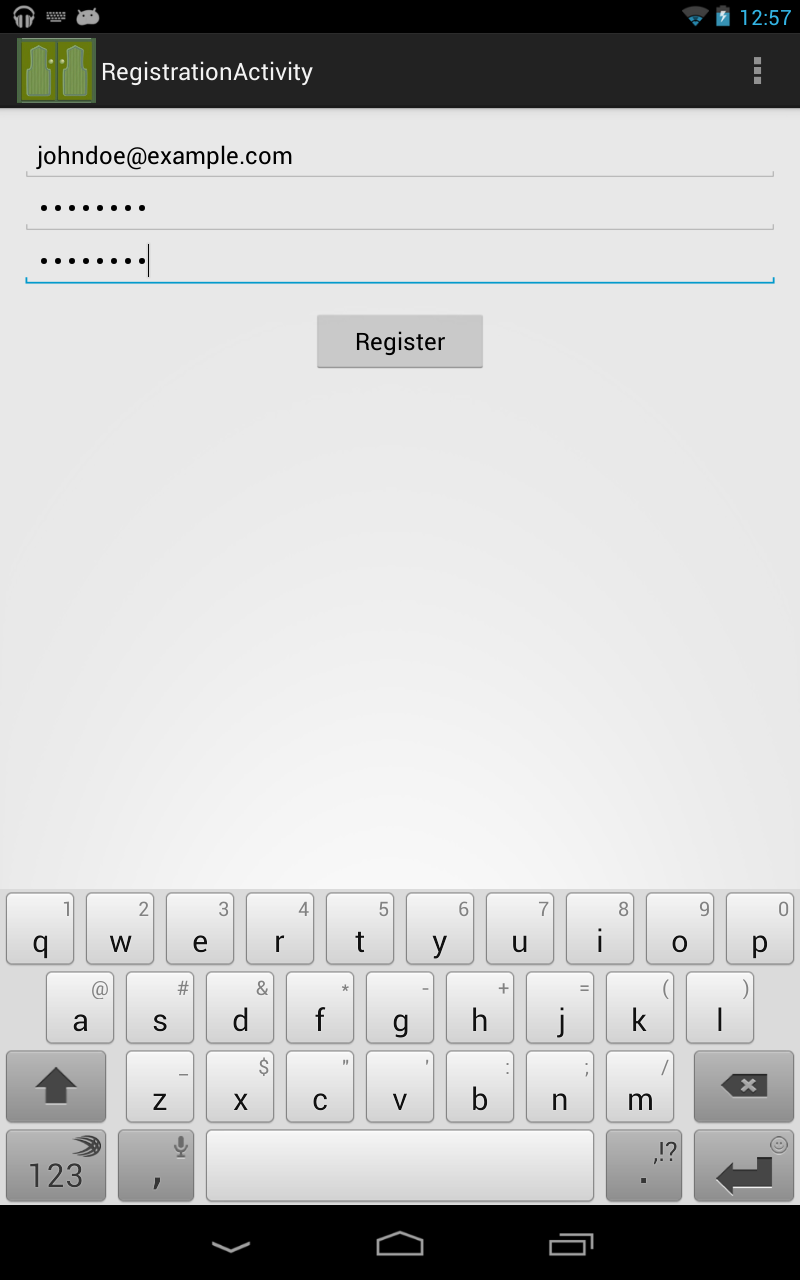 12:57
RegistrationActivity
johndoe@example.com
••••••••
••••••••
Register
1 2 3 4 5 6 7 8 9 0
q w e r t y u i o p
@ # & * - + = ( )
a s d f g h j k l
_ $ " ' : ; /
z x c v b n m
,!?
123 , .